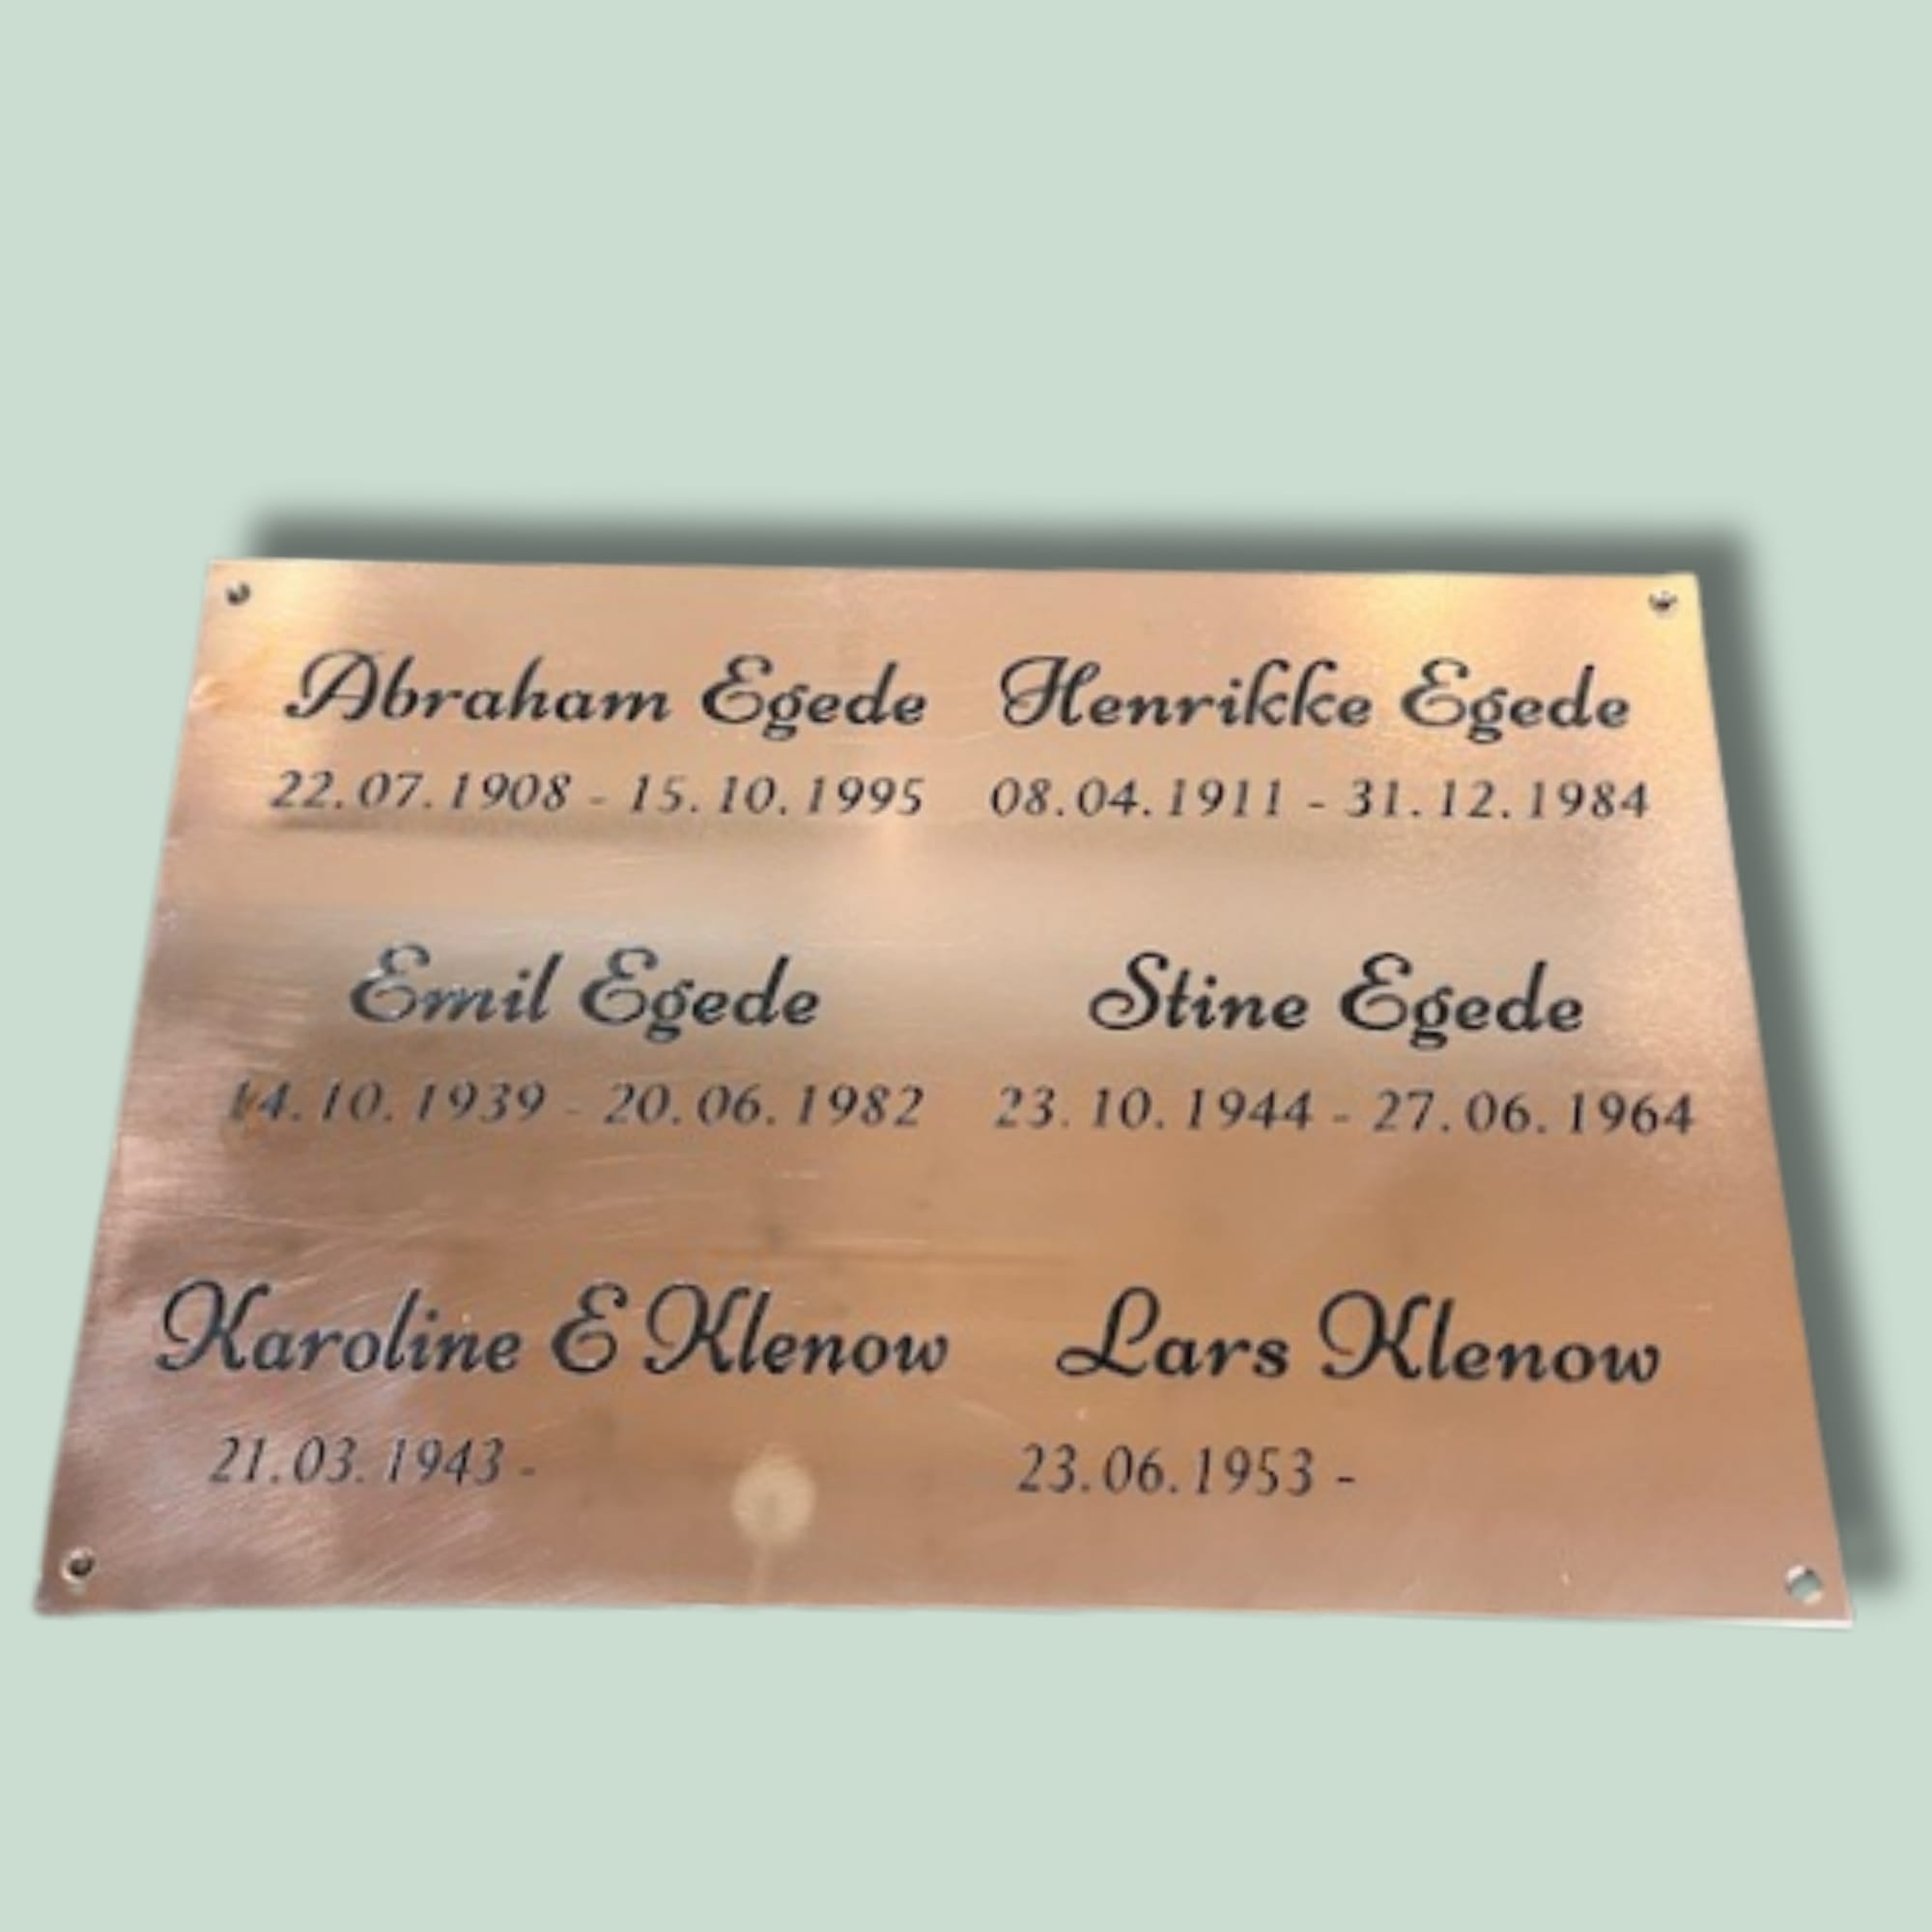 Abraham Egede Henrikke Egede
22.07.1908 - 15.10.1995 08.04.1911 - 31.12.1984
Emil Egede Stine Egede
14.10.1939 - 20.06.1982 23.10.1944 - 27.06.1964
Karoline E Klenow Lars Klenow
21.03.1943 - 23.06.1953 -